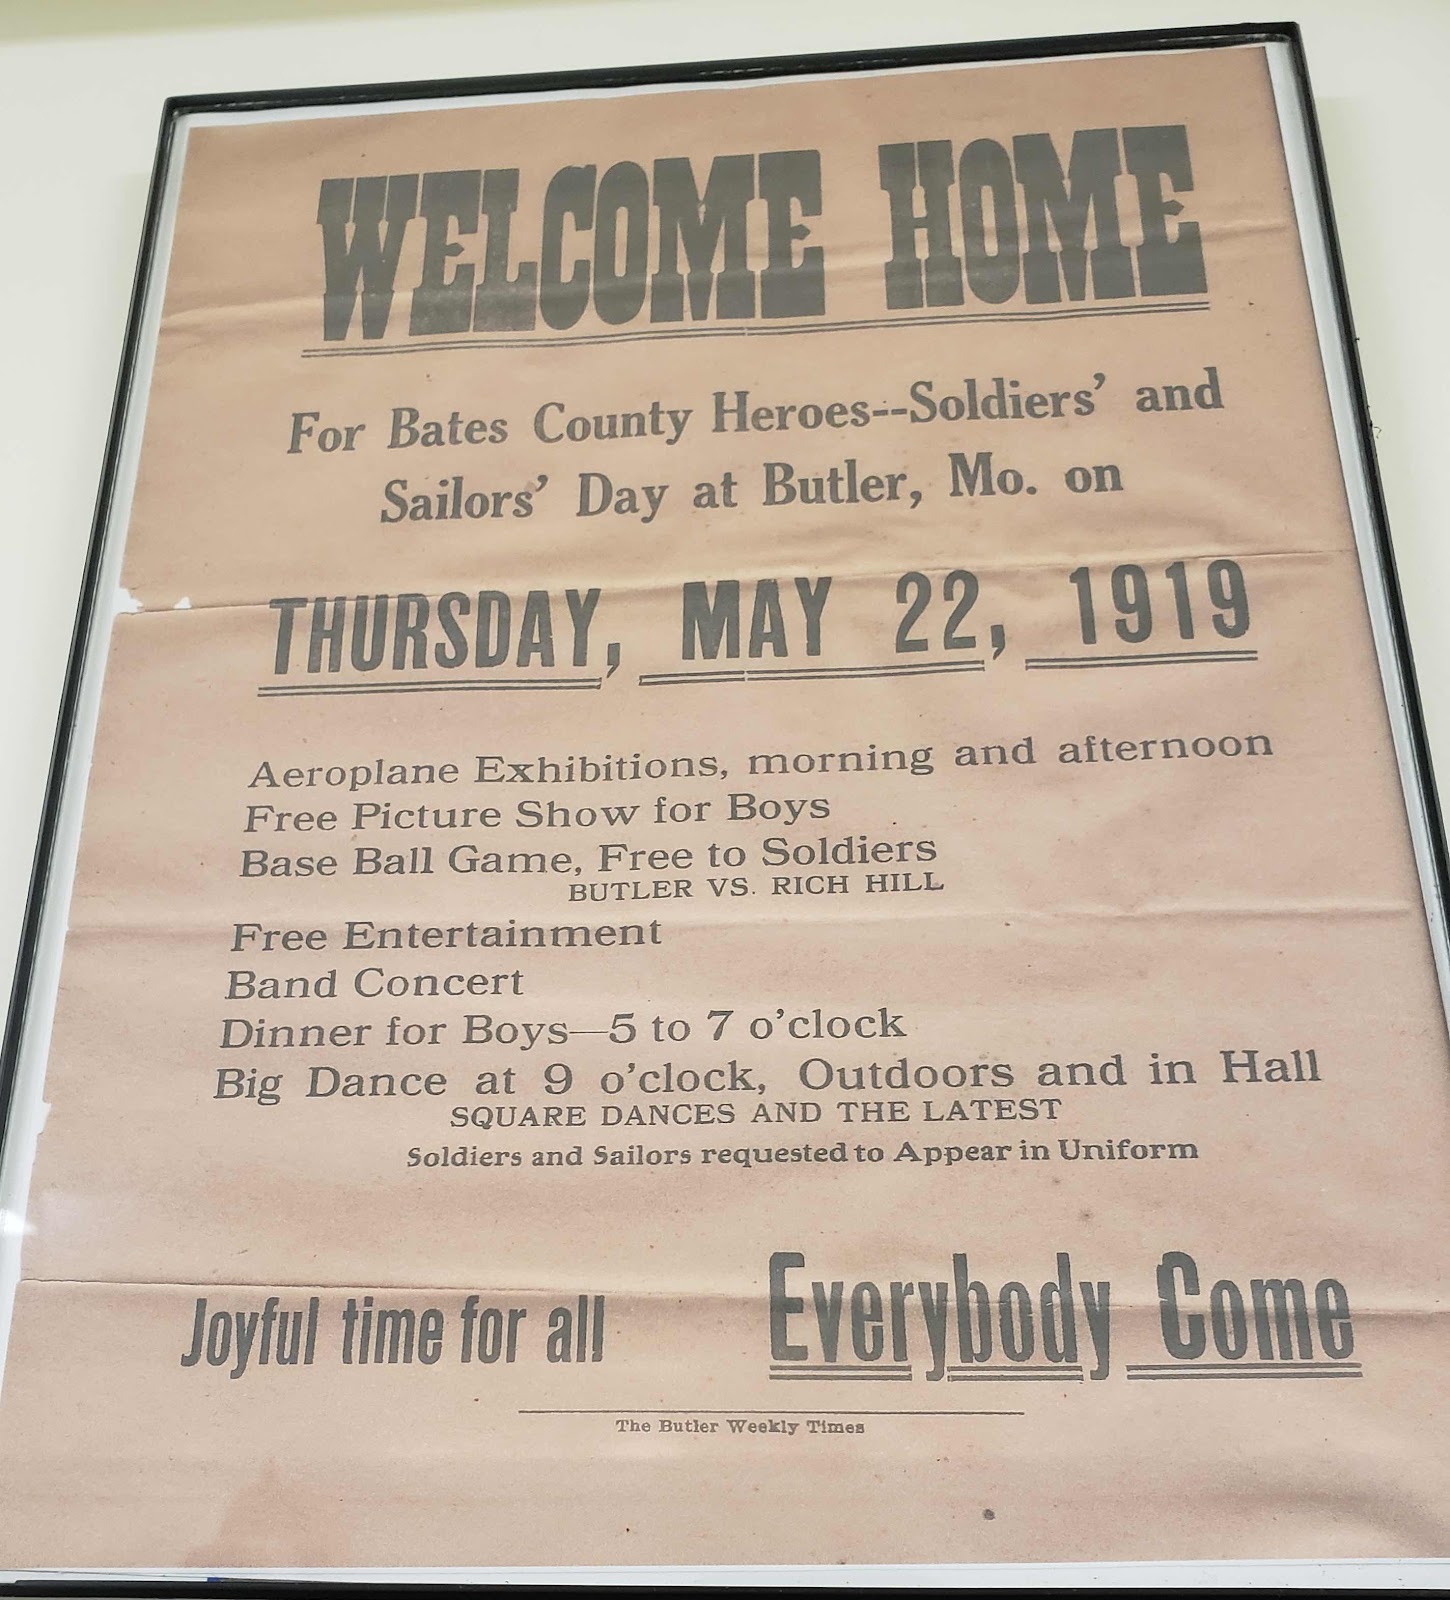 WELCOME HOME
For Bates County Heroes--Soldiers' and
Sailors' Day at Butler, Mo. on
THURSDAY, MAY 22, 1919
Aeroplane Exhibitions, morning and afternoon
Free Picture Show for Boys
Base Ball Game, Free to Soldiers
BUTLER VS. RICH HILL
Free Entertainment
Band Concert
Dinner for Boys—5 to 7 o'clock
Big Dance at 9 o'clock, Outdoors and in Hall
SQUARE DANCES AND THE LATEST
Soldiers and Sailors requested to Appear in Uniform
Joyful time for all Everybody Come
The Butler Weekly Times